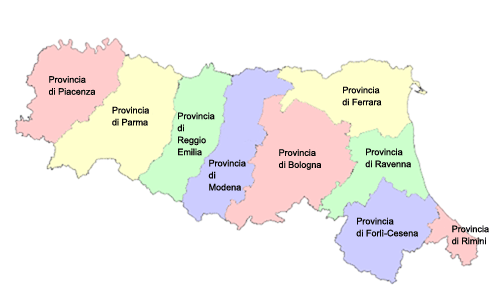 Provincia
di Piacenza
Provincia
di Parma
Provincia
di
Reggio
Emilia
Provincia
di
Modena
Provincia
di Bologna
Provincia
di Ferrara
Provincia
di Ravenna
Provincia
di Forlì-Cesena
Provincia
di Rimini